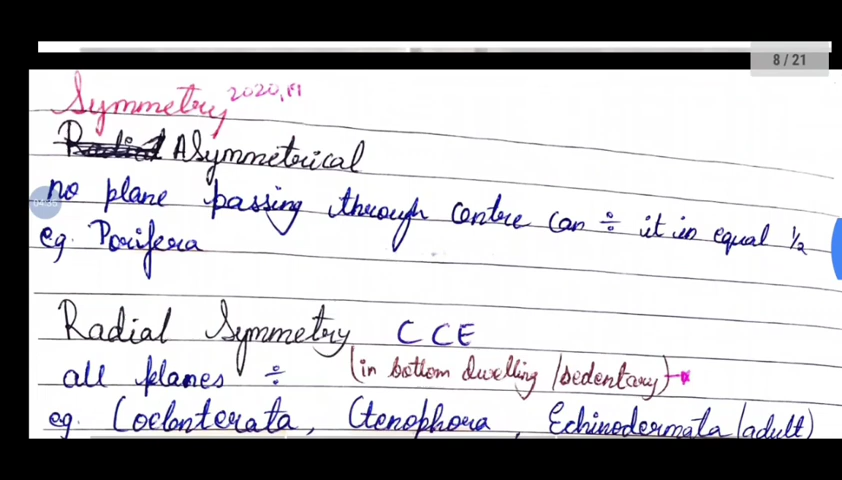 8 / 21
Symmetry 2020,19
Asymmetrical
no plane passing through centre can ÷ it in equal ½
eg. Porifera
Radial Symmetry CCE
all planes ÷ (in bottom dwelling /sedentary)
eg. Coelenterata, Ctenophora, Echinodermata (adult)